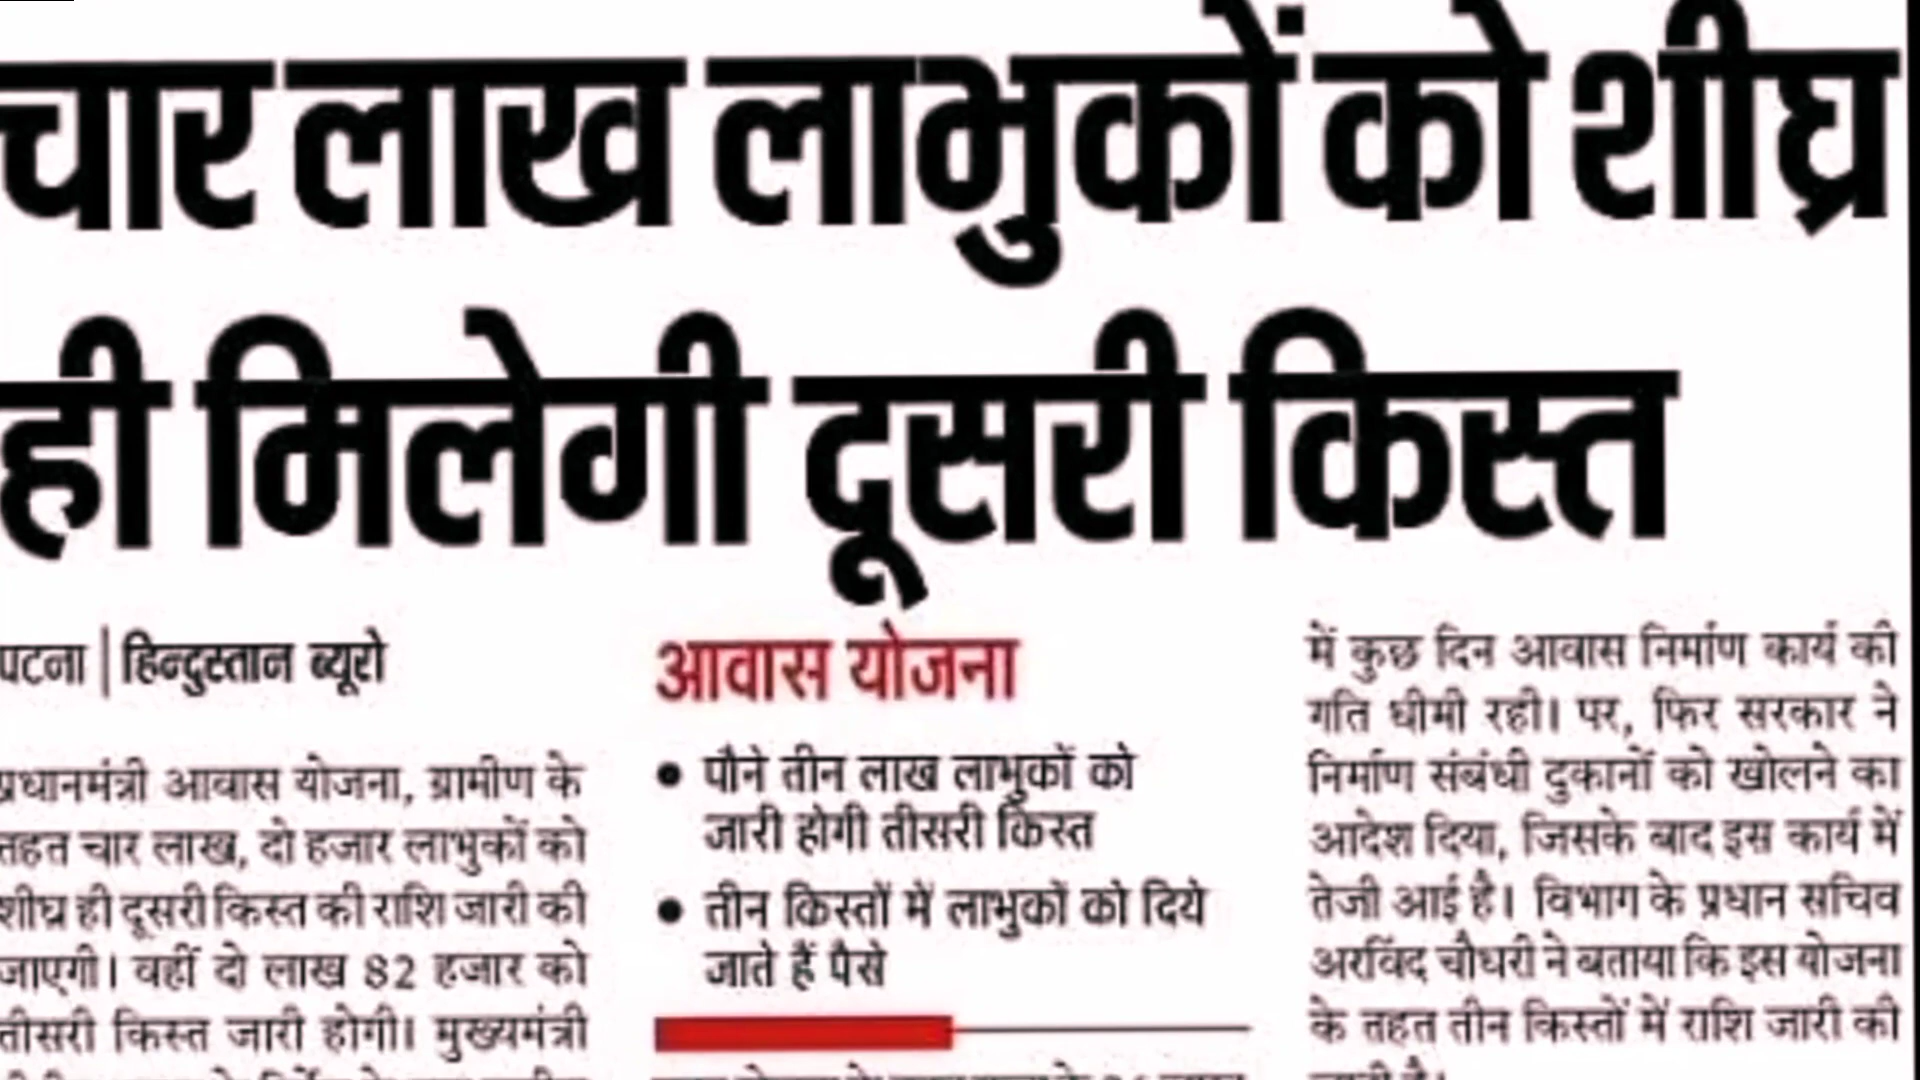 चार लाख लाभुकों को शीघ्र
ही मिलेगी दूसरी किस्त
पटना | हिन्दुस्तान ब्यूरो
प्रधानमंत्री आवास योजना, ग्रामीण के
तहत चार लाख, दो हजार लाभुकों को
शीघ्र ही दूसरी किस्त की राशि जारी की
जाएगी। वहीं दो लाख 82 हजार को
तीसरी किस्त जारी होगी। मुख्यमंत्री
आवास योजना
• पौने तीन लाख लाभुकों को
जारी होगी तीसरी किस्त
• तीन किस्तों में लाभुकों को दिये
जाते हैं पैसे
में कुछ दिन आवास निर्माण कार्य की
गति धीमी रही। पर, फिर सरकार ने
निर्माण संबंधी दुकानों को खोलने का
आदेश दिया, जिसके बाद इस कार्य में
तेजी आई है। विभाग के प्रधान सचिव
अरविंद चौधरी ने बताया कि इस योजना
के तहत तीन किस्तों में राशि जारी की